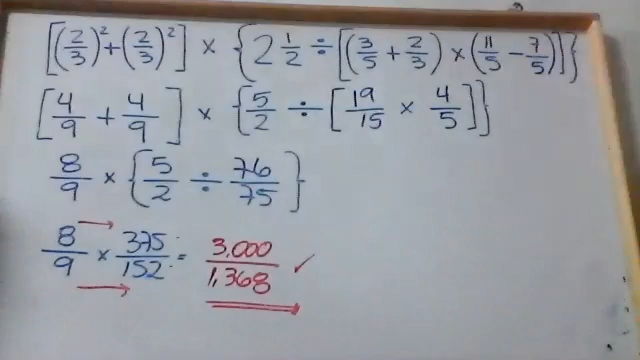 [(2/3)² + (2/3)²] × {2 1/2 ÷ [(3/5 + 2/3) × (11/5 − 7/5)]}
[4/9 + 4/9] × {5/2 ÷ [19/15 × 4/5]}
8/9 × {5/2 ÷ 76/75}
8/9 × 375/152 = 3,000/1,368 ✓